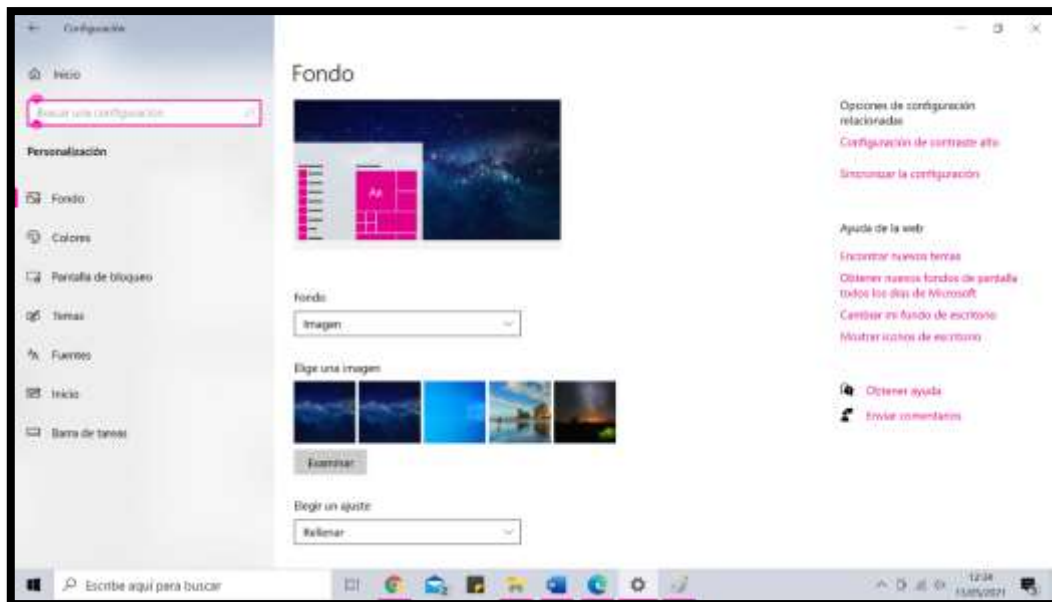 Configuración
Inicio
Buscar una configuración
Personalización
Fondo
Colores
Pantalla de bloqueo
Temas
Fuentes
Inicio
Barra de tareas
Fondo
Aa
Fondo
Imagen
Elige una imagen
Examinar
Elegir un ajuste
Rellenar
Opciones de configuración
relacionadas
Configuración de contraste alto
Sincronizar la configuración
Ayuda de la web
Encontrar nuevos temas
Obtener nuevos fondos de pantalla
todos los días de Microsoft
Cambiar mi fondo de escritorio
Mostrar iconos de escritorio
Obtener ayuda
Enviar comentarios
Escribe aquí para buscar
12:34
13/05/2021